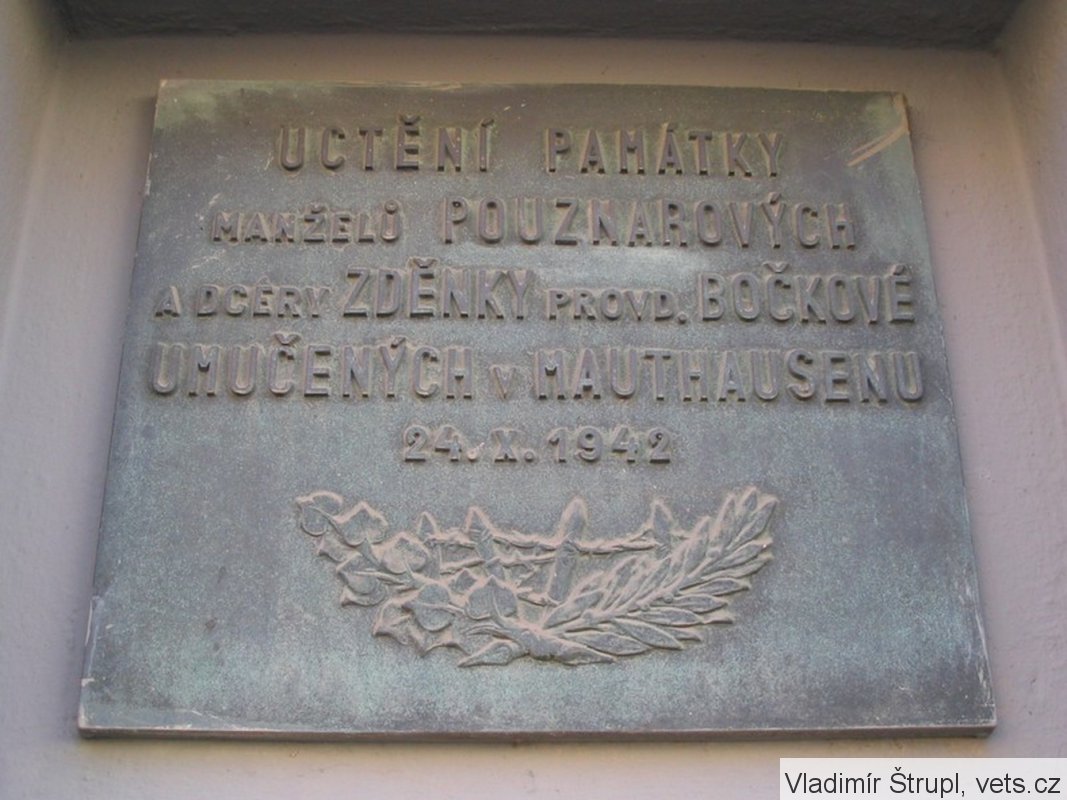 UCTĚNÍ PAMÁTKY
MANŽELŮ POUZNAROVÝCH
A DCERY ZDĚNKY PROVD. BOČKOVÉ
UMUČENÝCH V MAUTHAUSENU
24. X. 1942
Vladimír Štrupl, vets.cz